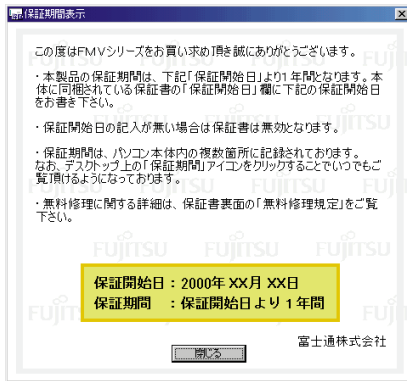 保証期間表示
この度はFMVシリーズをお買い求め頂き誠にありがとうございます。
・本製品の保証期間は、下記「保証開始日」より1年間となります。本
体に同梱されている保証書の「保証開始日」欄に下記の保証開始日
をお書き下さい。
・保証開始日の記入が無い場合は保証書は無効となります。
・保証期間は、パソコン本体内の複数箇所に記録されております。
なお、デスクトップ上の「保証期間」アイコンをクリックすることでいつでもご
覧頂けるようになっております。
・無料修理に関する詳細は、保証書裏面の「無料修理規定」をご覧
下さい。
FUJITSU FUJITSU FUJITSU
保証開始日：2000年 XX月 XX日
保証期間　：保証開始日より１年間
富士通株式会社
閉じる